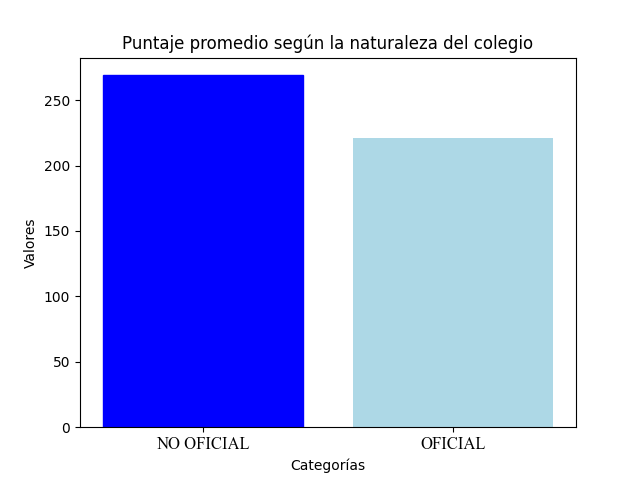 Puntaje promedio según la naturaleza del colegio
Valores
250
200
150
100
50
0
NO OFICIAL
OFICIAL
Categorías